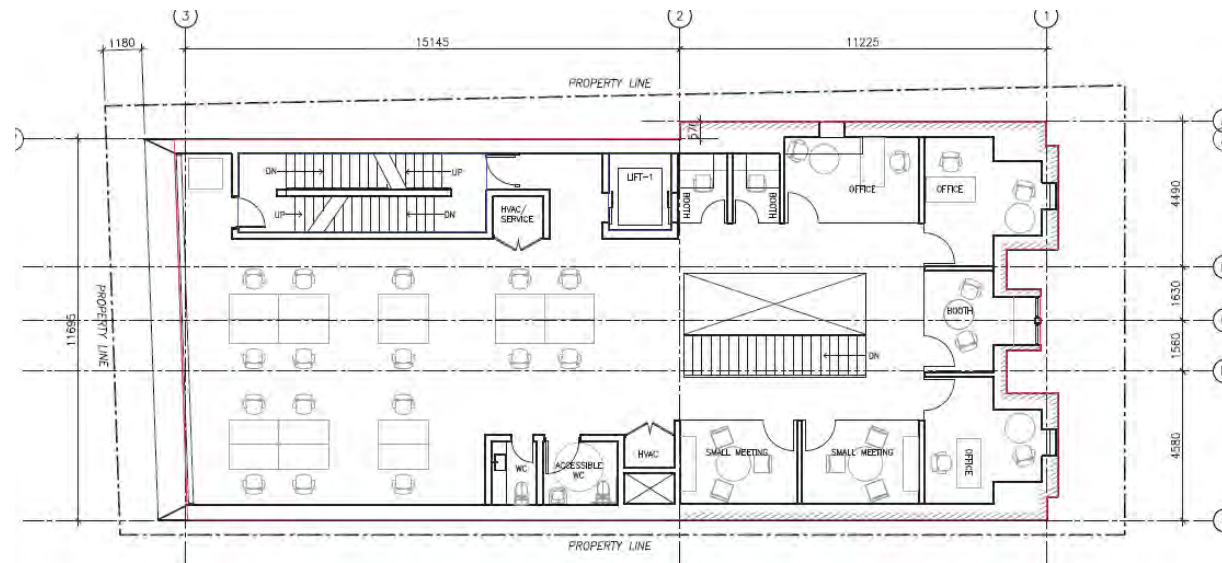 3
2
1
1180
15145
11225
PROPERTY LINE
570
DN
UP
LIFT-1
BOOTH
BOOTH
OFFICE
OFFICE
4490
UP
DN
HVAC/
SERVICE
PROPERTY LINE
11695
BOOTH
1630
1560
DN
SMALL MEETING
SMALL MEETING
OFFICE
4580
WC
ACCESSIBLE
WC
HVAC
PROPERTY LINE